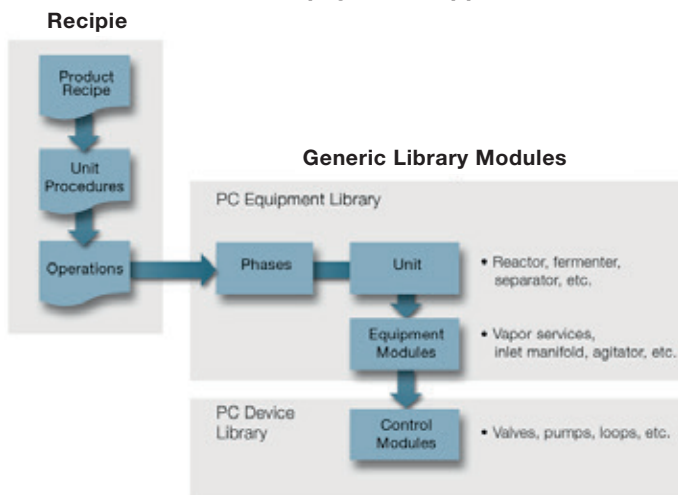 Recipie
Product
Recipe
Unit
Procedures
Operations
Generic Library Modules
PC Equipment Library
Phases
Unit
• Reactor, fermenter,
separator, etc.
Equipment
Modules
• Vapor services,
inlet manifold, agitator, etc.
PC Device
Library
Control
Modules
• Valves, pumps, loops, etc.